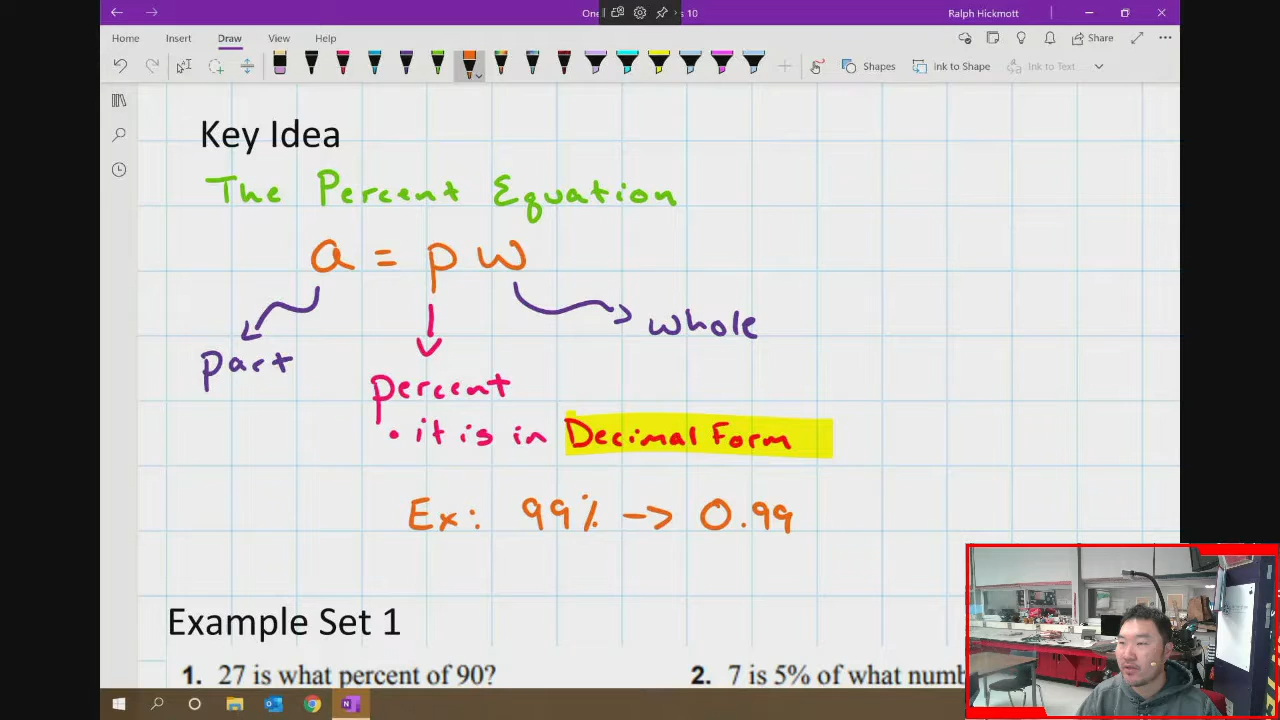 One
s 10
Ralph Hickmott
Home Insert Draw View Help
Share
Shapes Ink to Shape Ink to Text
Key Idea
The Percent Equation
a = p w
whole
part
percent
• it is in Decimal Form
Ex: 99% -> 0.99
Example Set 1
1. 27 is what percent of 90?
2. 7 is 5% of what numb